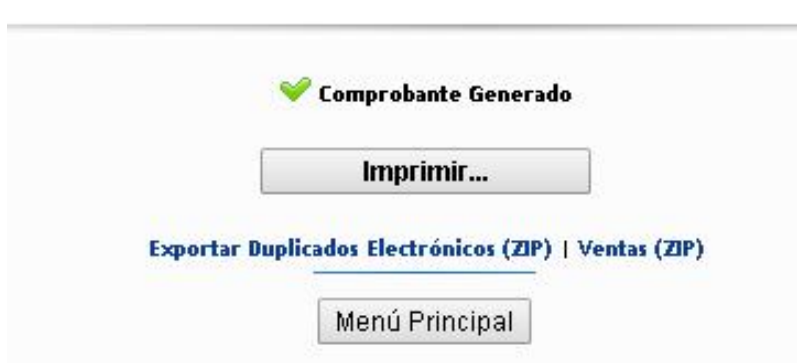 Comprobante Generado
Imprimir...
Exportar Duplicados Electrónicos (ZIP) | Ventas (ZIP)
Menú Principal